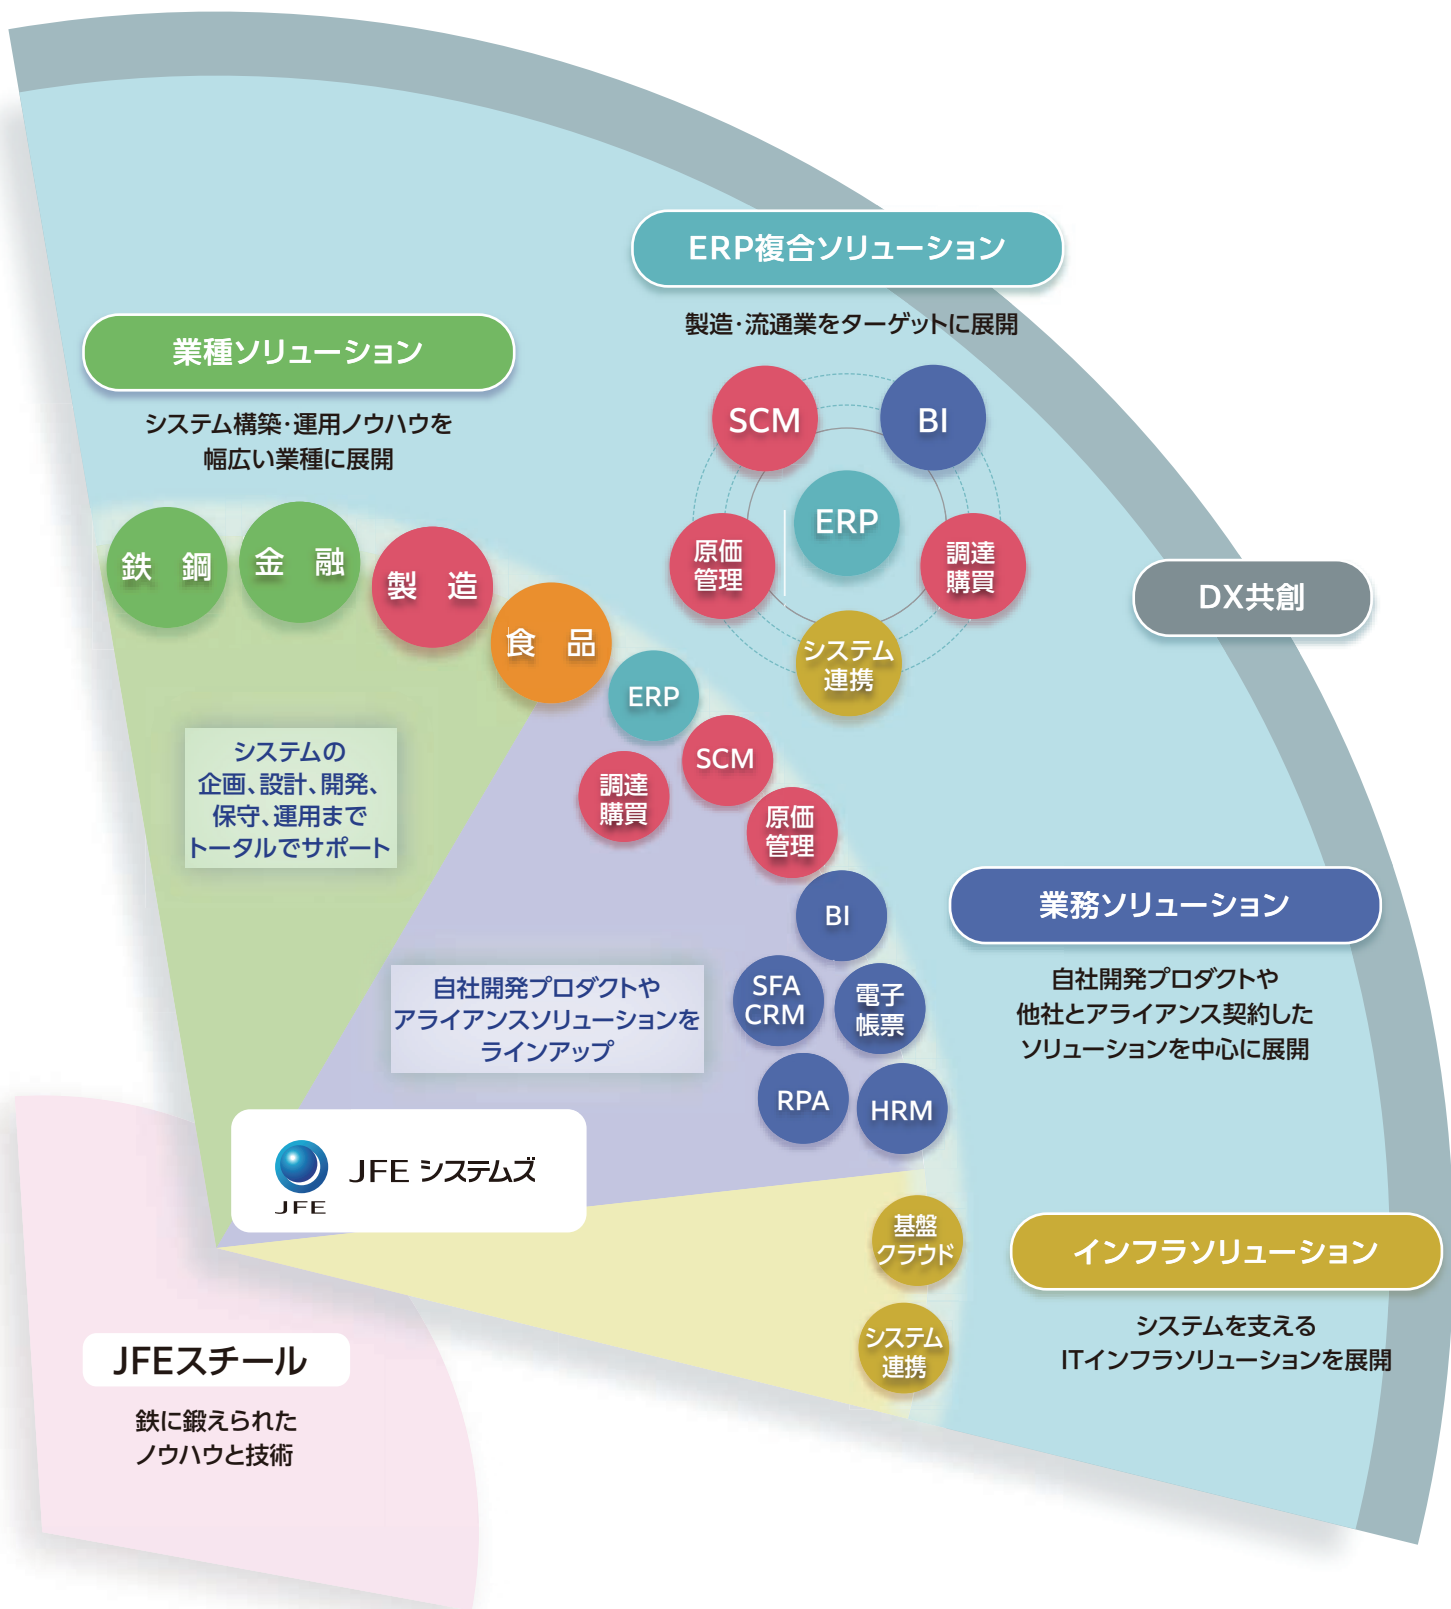 ERP複合ソリューション
製造・流通業をターゲットに展開
SCM
BI
ERP
原価
管理
調達
購買
システム
連携
業種ソリューション
システム構築・運用ノウハウを
幅広い業種に展開
鉄 鋼
金 融
製 造
食 品
DX共創
ERP
SCM
調達
購買
原価
管理
BI
SFA
CRM
電子
帳票
RPA
HRM
システムの
企画、設計、開発、
保守、運用まで
トータルでサポート
自社開発プロダクトや
アライアンスソリューションを
ラインアップ
業務ソリューション
自社開発プロダクトや
他社とアライアンス契約した
ソリューションを中心に展開
JFE
JFE システムズ
基盤
クラウド
システム
連携
インフラソリューション
システムを支える
ITインフラソリューションを展開
JFEスチール
鉄に鍛えられた
ノウハウと技術